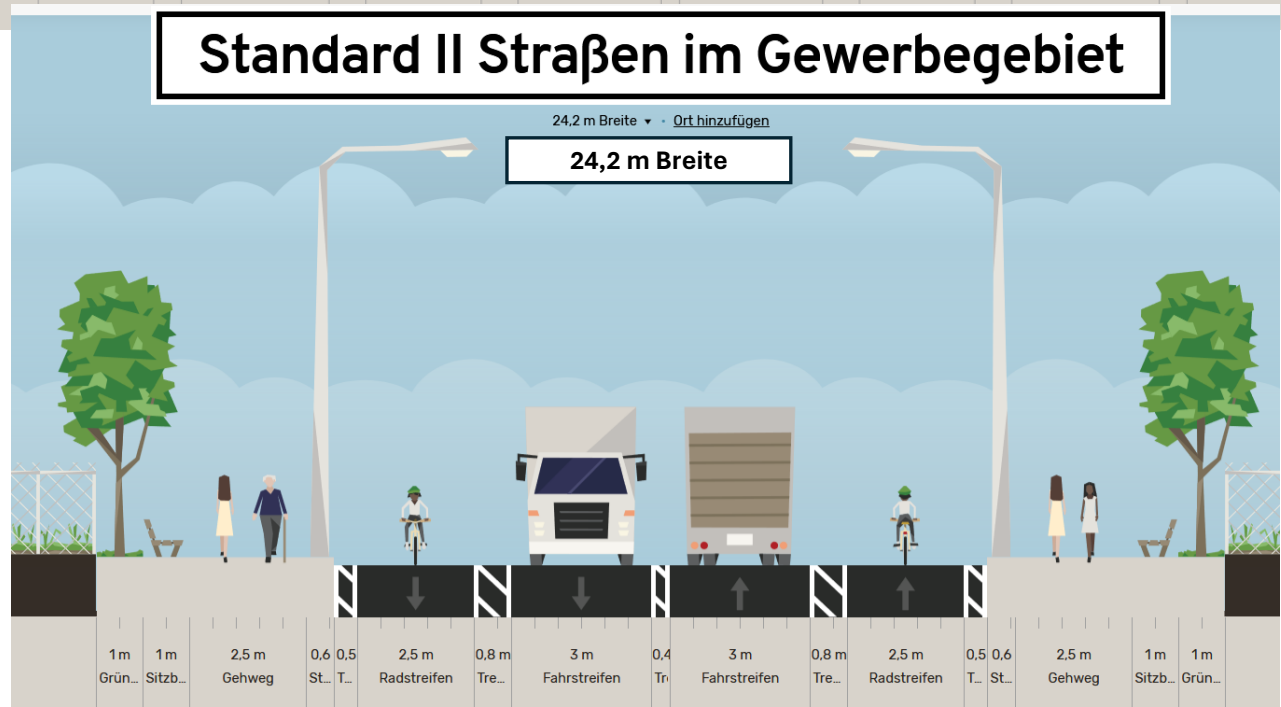 Standard II Straßen im Gewerbegebiet
24,2 m Breite ▾ · Ort hinzufügen
24,2 m Breite
1 m 1 m 2,5 m 0,6 0,5 2,5 m 0,8 m 3 m 0,4 3 m 0,8 m 2,5 m 0,5 0,6 2,5 m 1 m 1 m
Grün... Sitzb... Gehweg St... T... Radstreifen Tre... Fahrstreifen Tr Fahrstreifen Tre... Radstreifen T... St... Gehweg Sitzb... Grün...